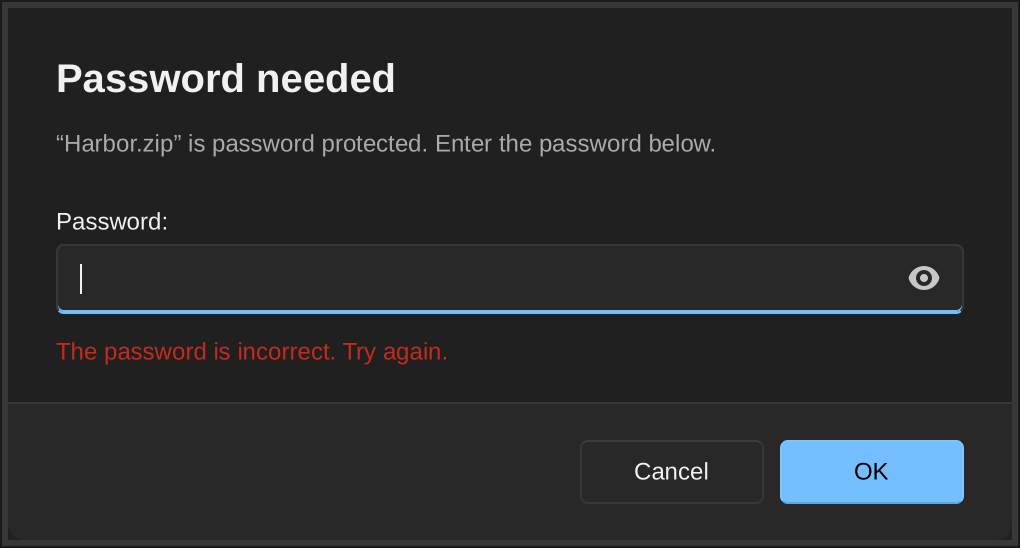 Password needed
“Harbor.zip” is password protected. Enter the password below.
Password:
The password is incorrect. Try again.
Cancel
OK